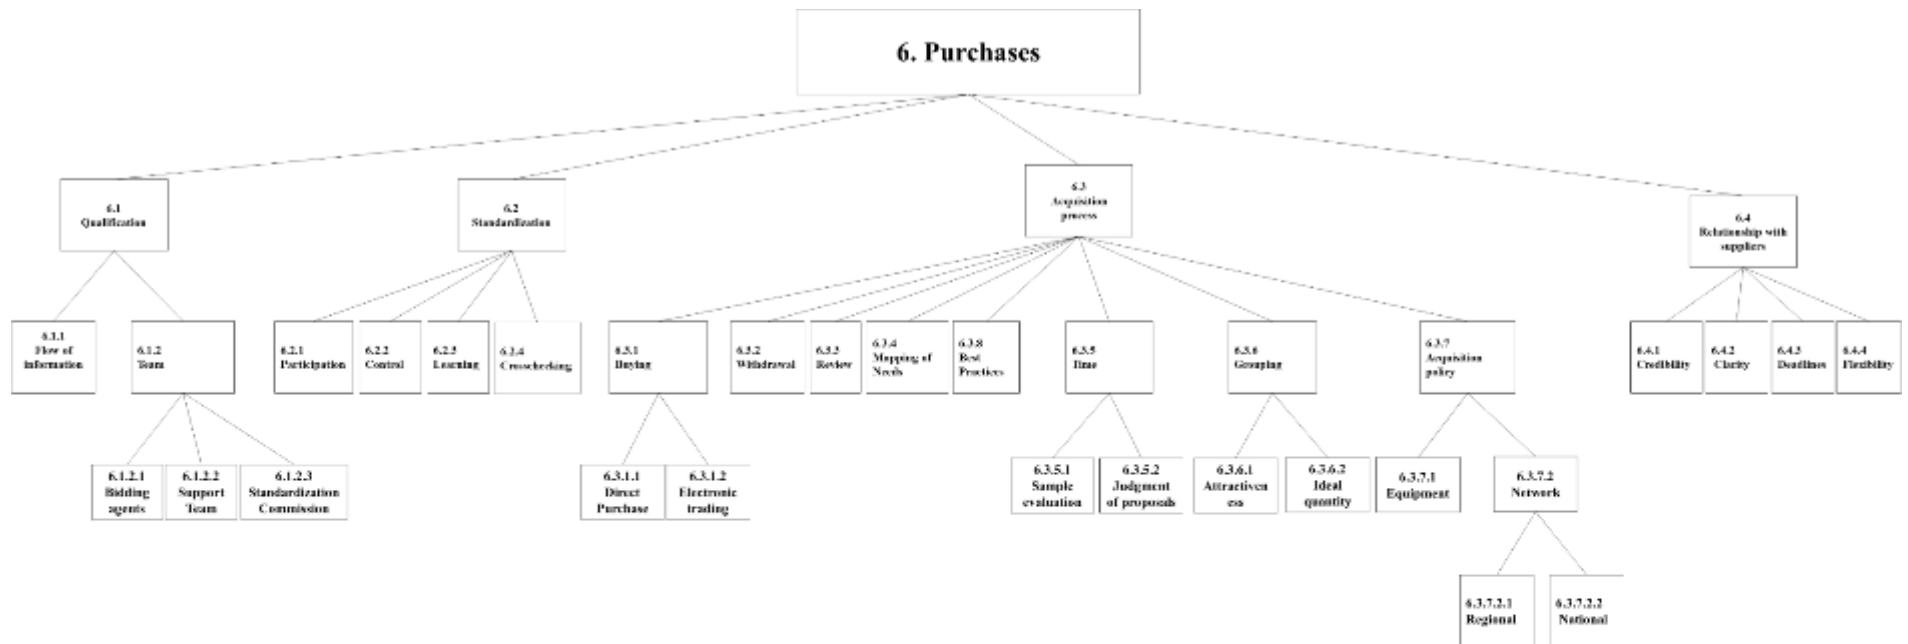 6. Purchases
6.1
Qualification
6.2
Standardization
6.3
Acquisition
process
6.4
Relationship with
suppliers
6.1.1
Flow of
information
6.1.2
Team
6.2.1
Participation
6.2.2
Control
6.2.3
Learning
6.2.4
Crosschecking
6.3.1
Buying
6.3.2
Withdrawal
6.3.3
Review
6.3.4
Mapping of
Needs
6.3.8
Best
Practices
6.3.5
Time
6.3.6
Grouping
6.3.7
Acquisition
policy
6.4.1
Credibility
6.4.2
Clarity
6.4.3
Deadlines
6.4.4
Flexibility
6.1.2.1
Bidding
agents
6.1.2.2
Support
Team
6.1.2.3
Standardization
Commission
6.3.1.1
Direct
Purchase
6.3.1.2
Electronic
trading
6.3.5.1
Sample
evaluation
6.3.5.2
Judgment
of proposals
6.3.6.1
Attractiven
ess
6.3.6.2
Ideal
quantity
6.3.7.1
Equipment
6.3.7.2
Network
6.3.7.2.1
Regional
6.3.7.2.2
National